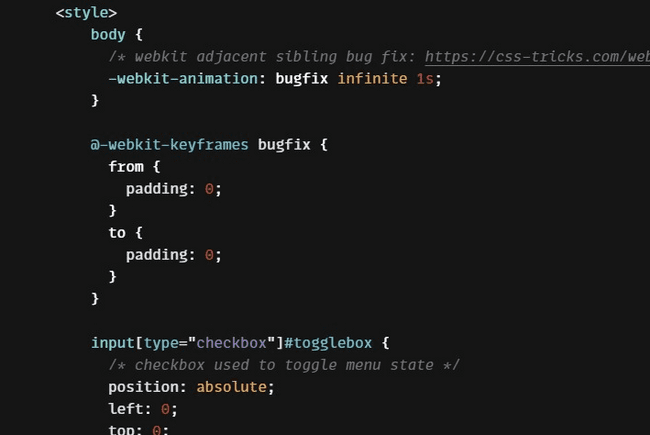 <style>
body {
/* webkit adjacent sibling bug fix: https://css-tricks.com/web
-webkit-animation: bugfix infinite 1s;
}
@-webkit-keyframes bugfix {
from {
padding: 0;
}
to {
padding: 0;
}
}
input[type="checkbox"]#togglebox {
/* checkbox used to toggle menu state */
position: absolute;
left: 0;
top: 0;